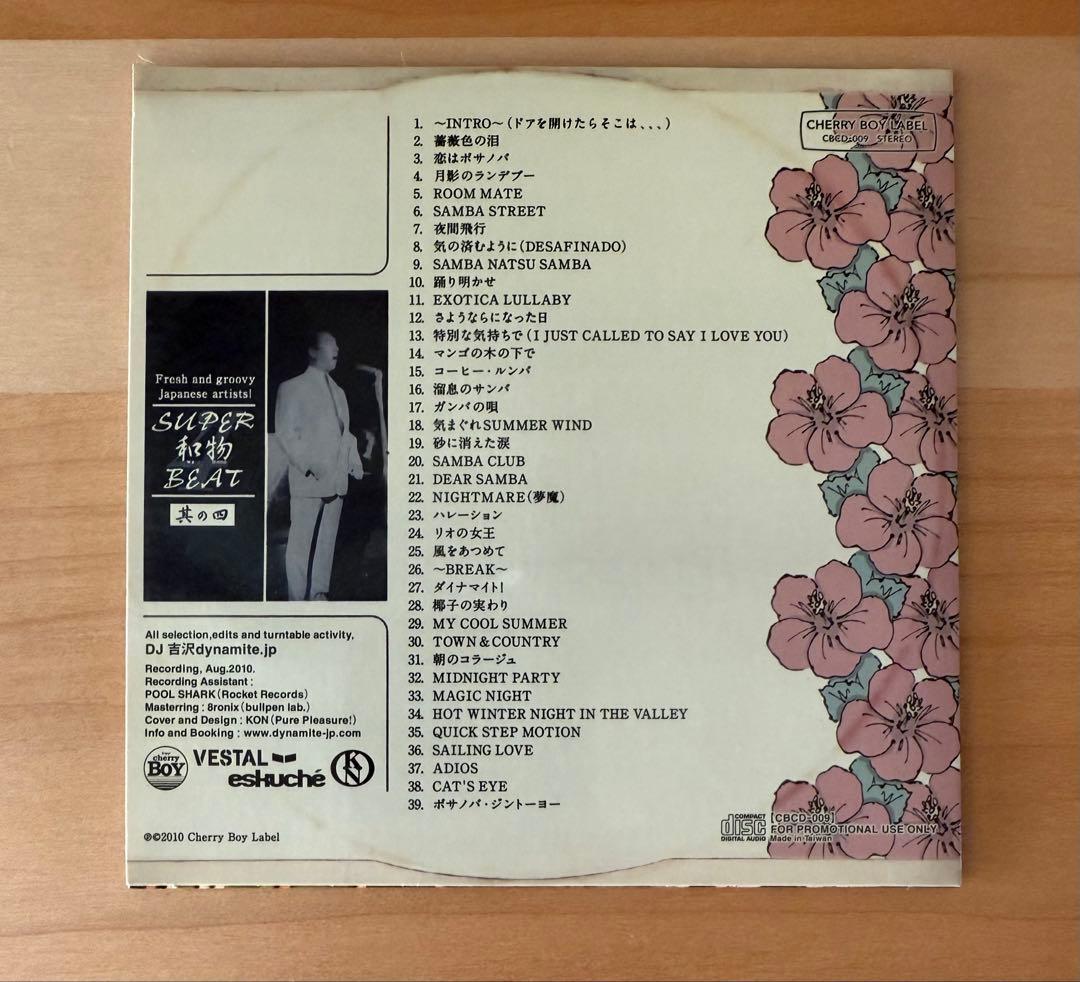 1. ～INTRO～(ドアを開けたらそこは、、、)
2. 薔薇色の泪
3. 恋はボサノバ
4. 月影のランデブー
5. ROOM MATE
6. SAMBA STREET
7. 夜間飛行
8. 気の済むように(DESAFINADO)
9. SAMBA NATSU SAMBA
10. 踊り明かせ
11. EXOTICA LULLABY
12. さようならになった日
13. 特別な気持ちで(I JUST CALLED TO SAY I LOVE YOU)
14. マンゴの木の下で
15. コーヒー・ルンバ
16. 溜息のサンバ
17. ガンバの唄
18. 気まぐれSUMMER WIND
19. 砂に消えた涙
20. SAMBA CLUB
21. DEAR SAMBA
22. NIGHTMARE(夢魔)
23. ハレーション
24. リオの女王
25. 風をあつめて
26. ～BREAK～
27. ダイナマイト!
28. 椰子の実わり
29. MY COOL SUMMER
30. TOWN & COUNTRY
31. 朝のコラージュ
32. MIDNIGHT PARTY
33. MAGIC NIGHT
34. HOT WINTER NIGHT IN THE VALLEY
35. QUICK STEP MOTION
36. SAILING LOVE
37. ADIOS
38. CAT'S EYE
39. ボサノバ・ジントーヨー
CHERRY BOY LABEL
CBCD-009 STEREO
Fresh and groovy
Japanese artists!
SUPER
和物
BEAT
其の四
All selection,edits and turntable activity,
DJ 吉沢dynamite.jp
Recording, Aug.2010.
Recording Assistant :
POOL SHARK(Rocket Records)
Masterring : 8ronix(bullpen lab.)
Cover and Design : KON(Pure Pleasure!)
Info and Booking : www.dynamite-jp.com
cherry
BOY
VESTAL
eskuché
KN
℗©2010 Cherry Boy Label
COMPACT
disc
DIGITAL AUDIO
[CBCD-009]
FOR PROMOTIONAL USE ONLY
Made in Taiwan